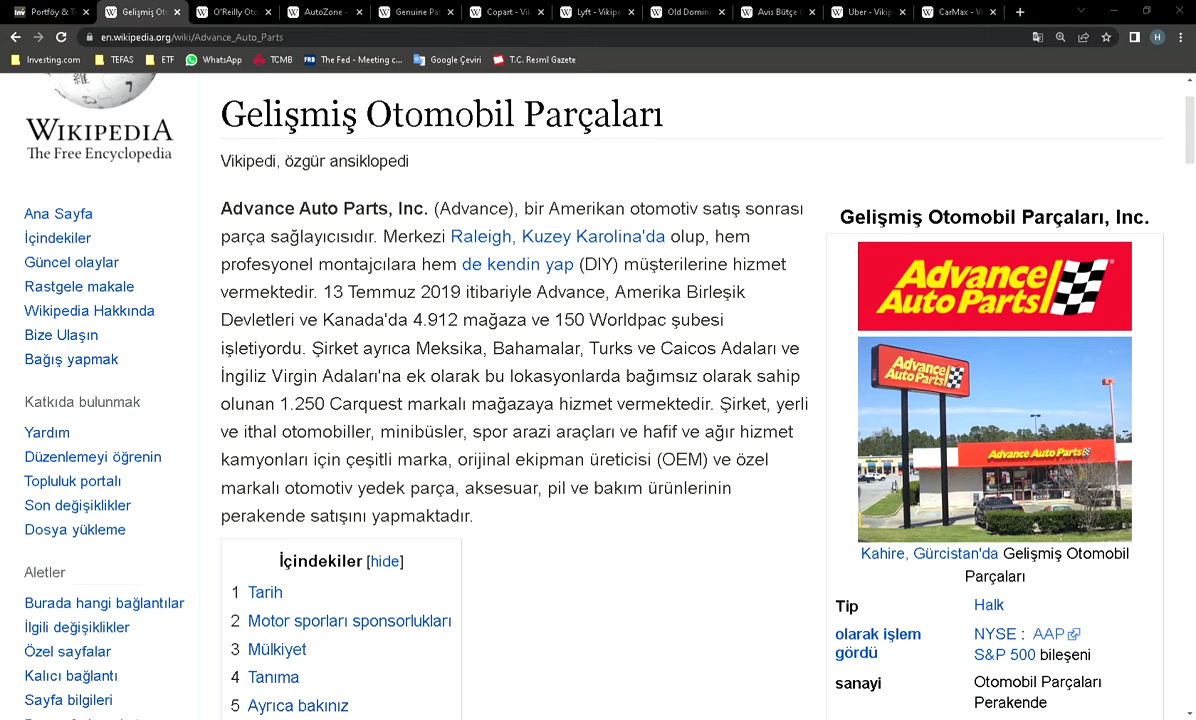 Portföy & T
Gelişmiş Oto
O'Reilly Oto
AutoZone -
Genuine Par
Copart - Vi
Lyft - Vikipe
Old Domini
Avis Bütçe
Uber - Vikip
CarMax - V
en.wikipedia.org/wiki/Advance_Auto_Parts
H
Investing.com
TEFAS
ETF
WhatsApp
TCMB
FRB The Fed - Meeting c...
Google Çeviri
T.C. Resmî Gazete
WIKIPEDIA
The Free Encyclopedia
Ana Sayfa
İçindekiler
Güncel olaylar
Rastgele makale
Wikipedia Hakkında
Bize Ulaşın
Bağış yapmak
Katkıda bulunmak
Yardım
Düzenlemeyi öğrenin
Topluluk portalı
Son değişiklikler
Dosya yükleme
Aletler
Burada hangi bağlantılar
İlgili değişiklikler
Özel sayfalar
Kalıcı bağlantı
Sayfa bilgileri
Gelişmiş Otomobil Parçaları
Vikipedi, özgür ansiklopedi
Advance Auto Parts, Inc. (Advance), bir Amerikan otomotiv satış sonrası
parça sağlayıcısıdır. Merkezi Raleigh, Kuzey Karolina'da olup, hem
profesyonel montajcılara hem de kendin yap (DIY) müşterilerine hizmet
vermektedir. 13 Temmuz 2019 itibariyle Advance, Amerika Birleşik
Devletleri ve Kanada'da 4.912 mağaza ve 150 Worldpac şubesi
işletiyordu. Şirket ayrıca Meksika, Bahamalar, Turks ve Caicos Adaları ve
İngiliz Virgin Adaları'na ek olarak bu lokasyonlarda bağımsız olarak sahip
olunan 1.250 Carquest markalı mağazaya hizmet vermektedir. Şirket, yerli
ve ithal otomobiller, minibüsler, spor arazi araçları ve hafif ve ağır hizmet
kamyonları için çeşitli marka, orijinal ekipman üreticisi (OEM) ve özel
markalı otomotiv yedek parça, aksesuar, pil ve bakım ürünlerinin
perakende satışını yapmaktadır.
İçindekiler [hide]
1 Tarih
2 Motor sporları sponsorlukları
3 Mülkiyet
4 Tanıma
5 Ayrıca bakınız
Gelişmiş Otomobil Parçaları, Inc.
Advance
Auto Parts
Advance
Auto Parts
Advance Auto Parts
Kahire, Gürcistan'da Gelişmiş Otomobil
Parçaları
Tip Halk
olarak işlem NYSE : AAP
gördü S&P 500 bileşeni
sanayi Otomobil Parçaları
Perakende